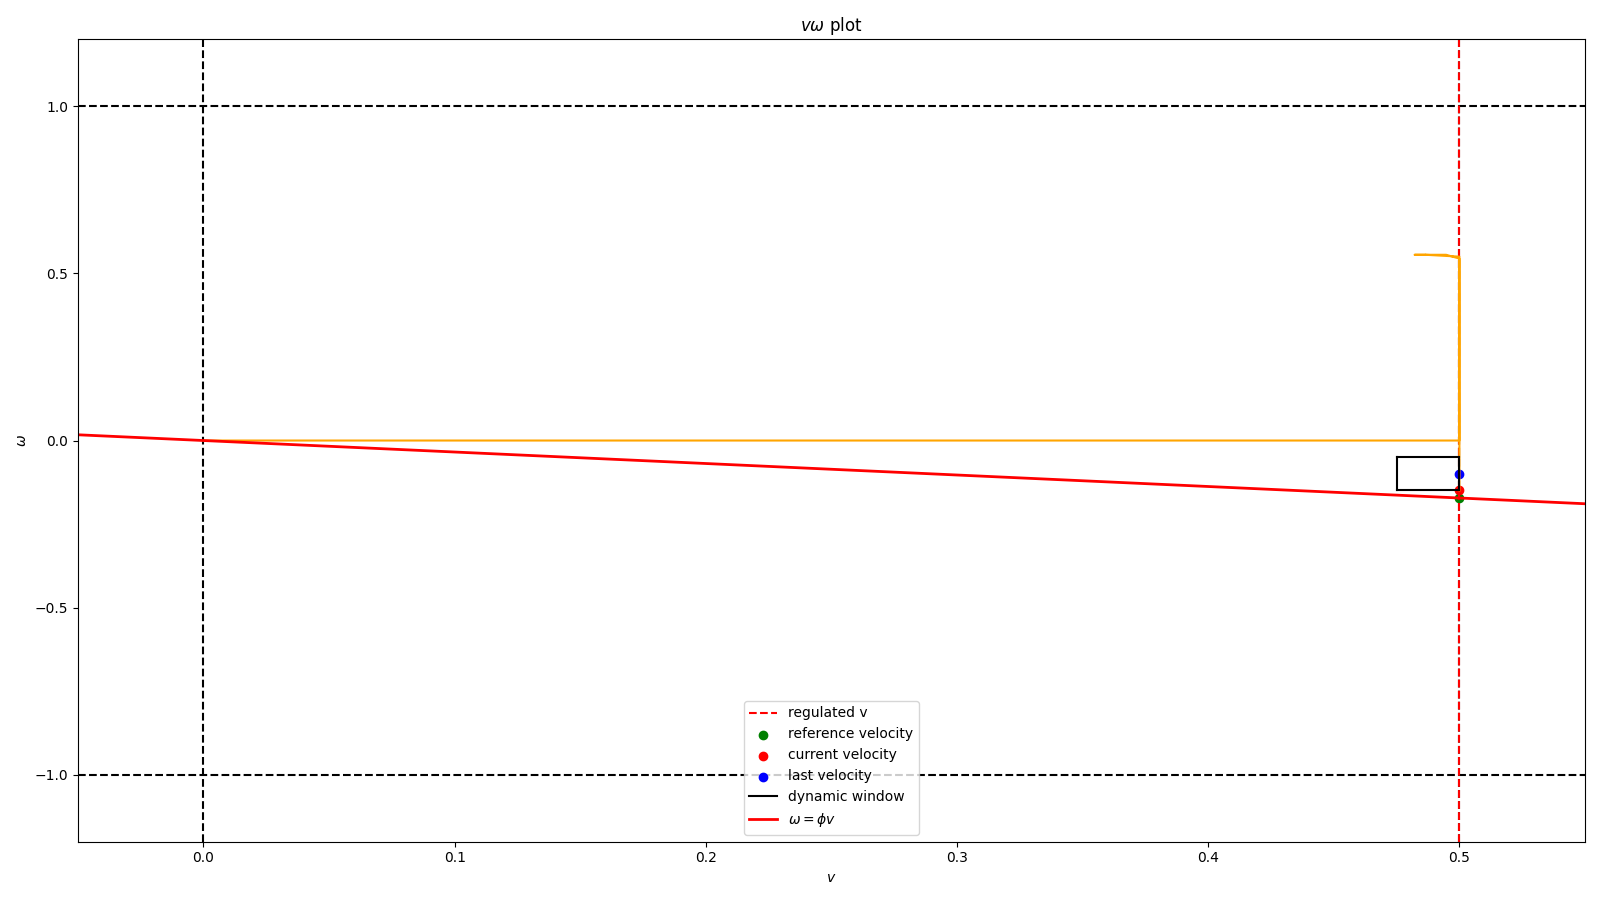 vω plot
1.0
0.5
0.0
−0.5
−1.0
ω
regulated v
reference velocity
current velocity
last velocity
dynamic window
ω = ϕv
0.0 0.1 0.2 0.3 0.4 0.5
v